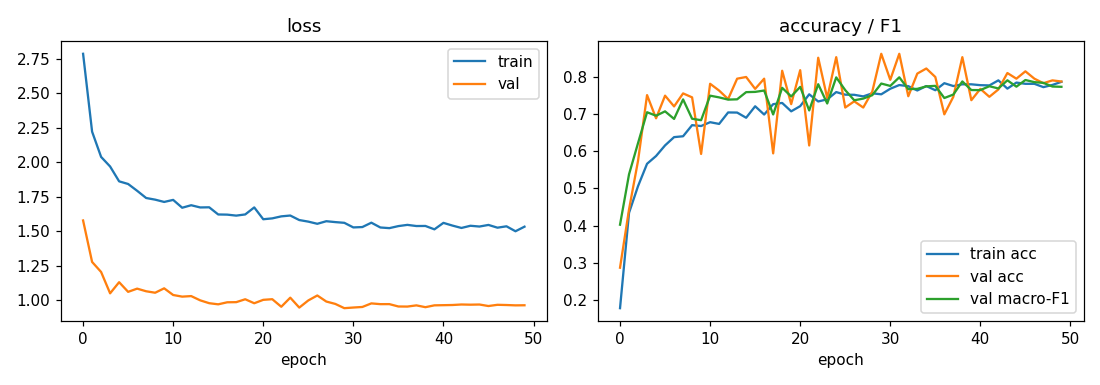 loss
2.75
2.50
2.25
2.00
1.75
1.50
1.25
1.00
0 10 20 30 40 50
epoch
train
val
accuracy / F1
0.8
0.7
0.6
0.5
0.4
0.3
0.2
0 10 20 30 40 50
epoch
train acc
val acc
val macro-F1